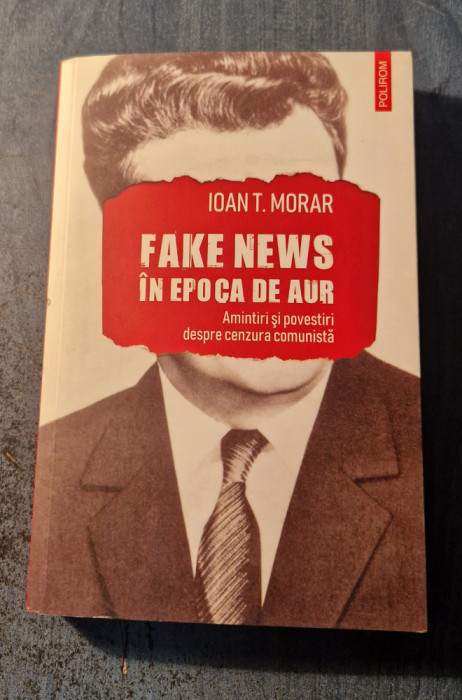 POLIROM
IOAN T. MORAR
FAKE NEWS
ÎN EPOCA DE AUR
Amintiri și povestiri
despre cenzura comunistă